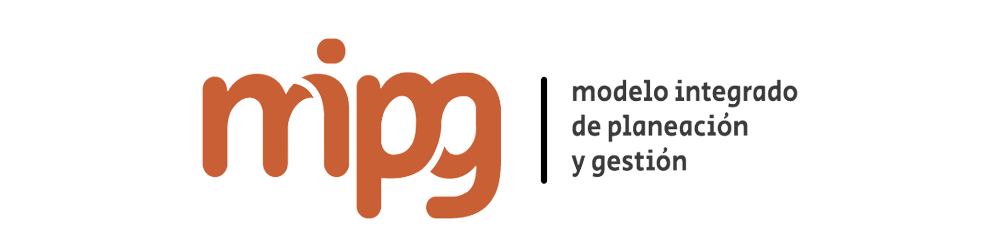 mipg
modelo integrado
de planeación
y gestión